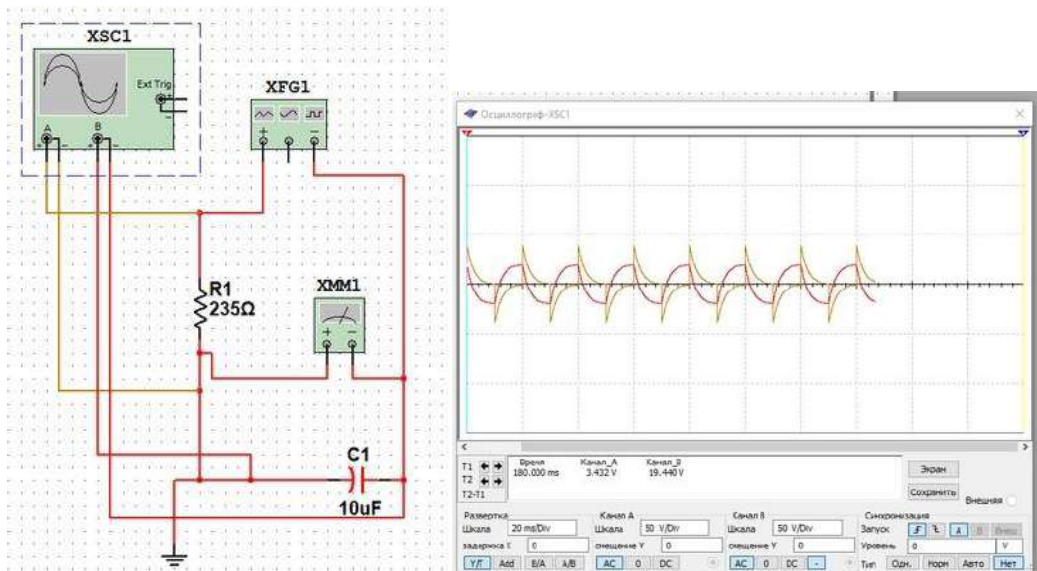 XSC1
Ext Trig
A
B
XFG1
R1
235Ω
XMM1
C1
10uF
Осциллограф-XSC1
T1
T2
T2-T1
Время Канал_A Канал_B
180.000 ms 3.432 V 19.440 V
Экран
Сохранить
Внешняя
Развертка
Шкала 20 ms/Div
задержка X 0
Y/T Add B/A A/B
Канал A
Шкала 50 V/Div
смещение Y 0
AC 0 DC
Канал B
Шкала 50 V/Div
смещение Y 0
AC 0 DC -
Синхронизация
Запуск A B Внеш
Уровень 0 V
Тип Одн. Норм Авто Нет